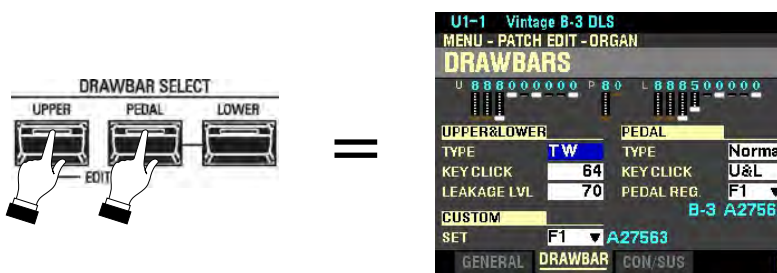 DRAWBAR SELECT
UPPER PEDAL LOWER
EDIT
=
U1-1 Vintage B-3 DLS
MENU - PATCH EDIT - ORGAN
DRAWBARS
U 888000000 P 80 L 888500000
UPPER&LOWER PEDAL
TYPE TW TYPE Norma
KEY CLICK 64 KEY CLICK U&L
LEAKAGE LVL 70 PEDAL REG. F1 ▼
B-3 A2756
CUSTOM
SET F1 ▼ A27563
GENERAL DRAWBAR CON/SUS